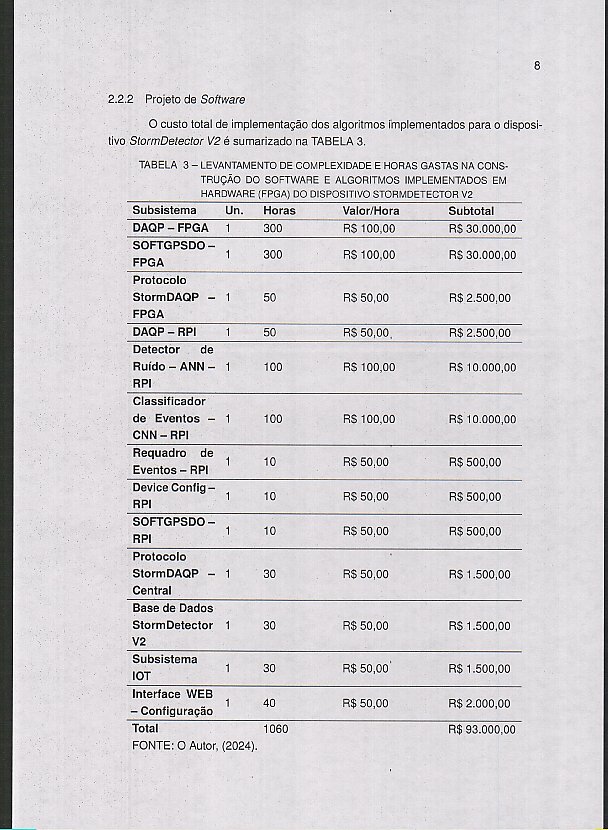 8
2.2.2 Projeto de Software
O custo total de implementação dos algoritmos implementados para o disposi-
tivo StormDetector V2 é sumarizado na TABELA 3.
TABELA 3 – LEVANTAMENTO DE COMPLEXIDADE E HORAS GASTAS NA CONS-
TRUÇÃO DO SOFTWARE E ALGORITMOS IMPLEMENTADOS EM
HARDWARE (FPGA) DO DISPOSITIVO STORMDETECTOR V2
Subsistema Un. Horas Valor/Hora Subtotal
DAQP – FPGA 1 300 R$ 100,00 R$ 30.000,00
SOFTGPSDO –
FPGA 1 300 R$ 100,00 R$ 30.000,00
Protocolo
StormDAQP – 1 50 R$ 50,00 R$ 2.500,00
FPGA
DAQP – RPI 1 50 R$ 50,00 R$ 2.500,00
Detector de
Ruído – ANN – 1 100 R$ 100,00 R$ 10.000,00
RPI
Classificador
de Eventos – 1 100 R$ 100,00 R$ 10.000,00
CNN – RPI
Requadro de
Eventos – RPI 1 10 R$ 50,00 R$ 500,00
Device Config –
RPI 1 10 R$ 50,00 R$ 500,00
SOFTGPSDO –
RPI 1 10 R$ 50,00 R$ 500,00
Protocolo
StormDAQP – 1 30 R$ 50,00 R$ 1.500,00
Central
Base de Dados
StormDetector 1 30 R$ 50,00 R$ 1.500,00
V2
Subsistema
IOT 1 30 R$ 50,00 R$ 1.500,00
Interface WEB
– Configuração 1 40 R$ 50,00 R$ 2.000,00
Total 1060 R$ 93.000,00
FONTE: O Autor, (2024).